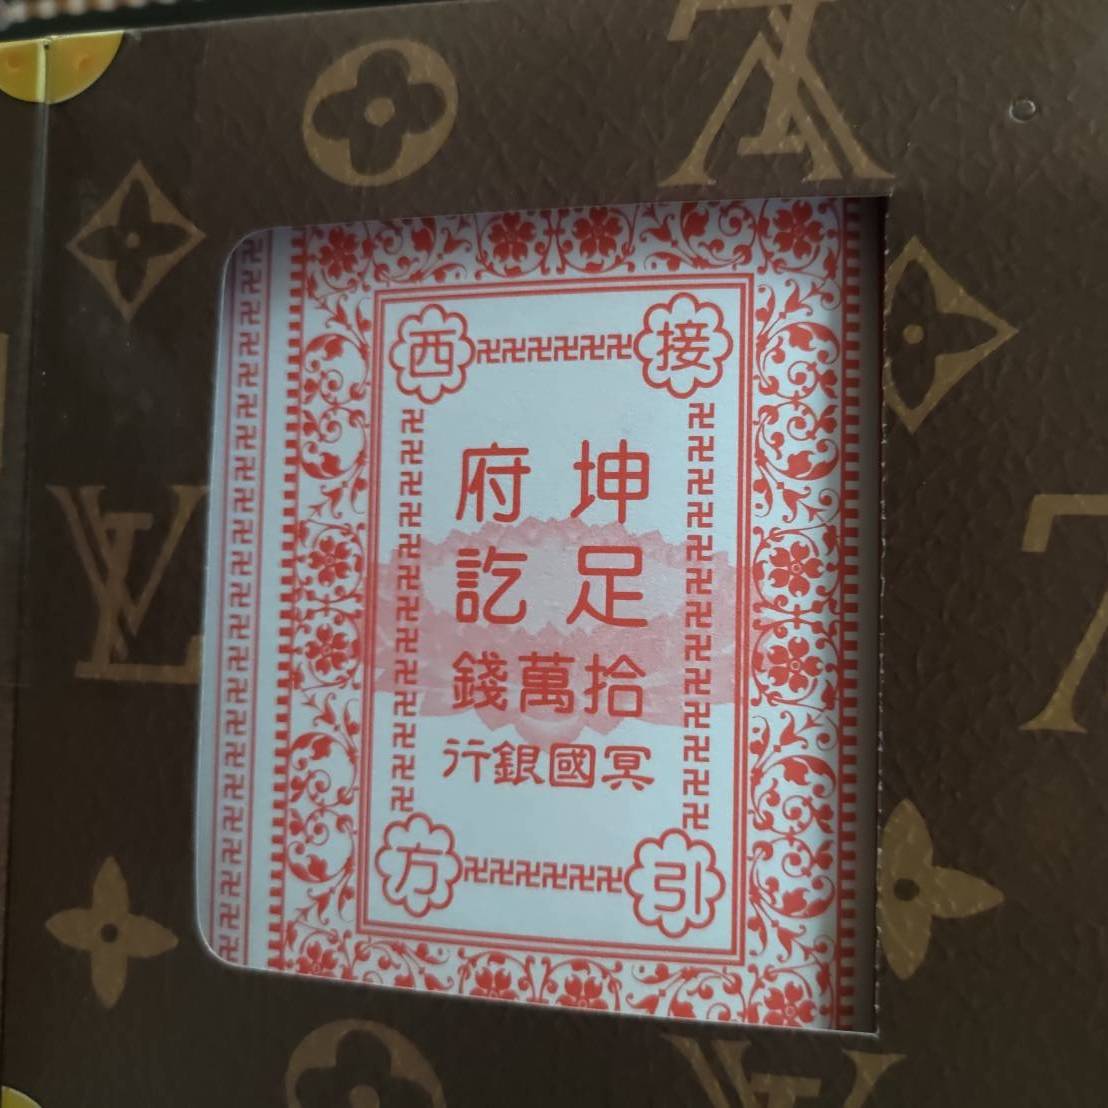 接引西方
坤府
足訖
拾萬錢
冥國銀行